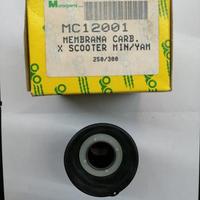 MC12001
MEMBRANA CARB.
X SCOOTER MIN/YAM
250/300